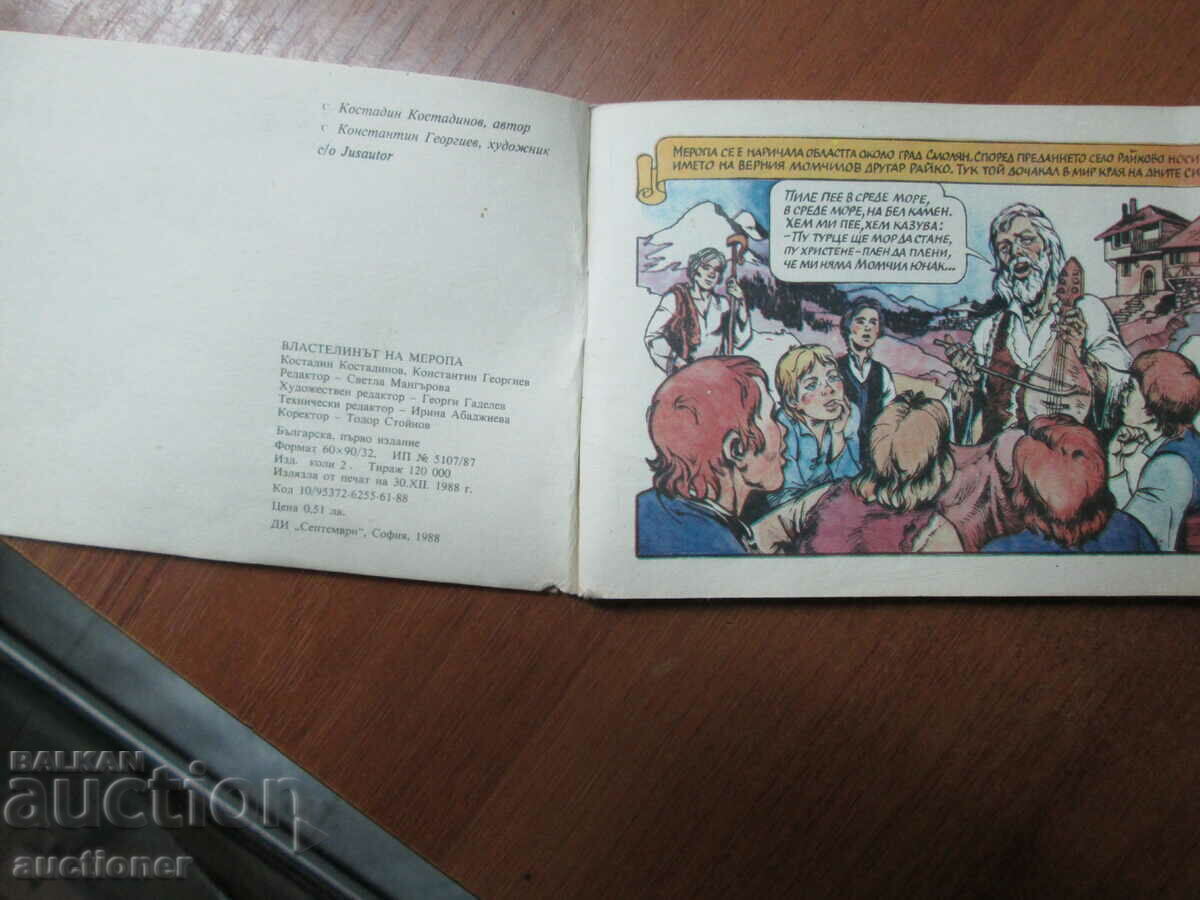 с Костадин Костадинов, автор
с Константин Георгиев, художник
c/o Jusautor
ВЛАСТЕЛИНЪТ НА МЕРОПА
Костадин Костадинов, Константин Георгиев
Редактор – Светла Мангърова
Художествен редактор – Георги Гаделев
Технически редактор – Ирина Абаджиева
Коректор – Тодор Стойнов
Българска, първо издание
Формат 60×90/32. ИП № 5107/87
Изд. коли 2. Тираж 120 000
Излязла от печат на 30.XII. 1988 г.
Код 10/95372-6255-61-88
Цена 0,51 лв.
ДИ „Септември“, София, 1988
МЕРОПА СЕ Е НАРИЧАЛА ОБЛАСТТА ОКОЛО ГРАД СМОЛЯН. СПОРЕД ПРЕДАНИЕТО СЕЛО РАЙКОВО НОСИ
ИМЕТО НА ВЕРНИЯ МОМЧИЛОВ ДРУГАР РАЙКО. ТУК ТОЙ ДОЧАКАЛ В МИР КРАЯ НА ДНИТЕ СИ
ПИЛЕ ПЕЕ В СРЕДЕ МОРЕ,
В СРЕДЕ МОРЕ, НА БЕЛ КАМЕН.
ХЕМ МИ ПЕЕ, ХЕМ КАЗУВА:
–ПУ ТУРЦЕ ЩЕ МОР ДА СТАНЕ,
ПУ ХРИСТЕНЕ–ПЛЕН ДА ПЛЕНИ,
ЧЕ МИ НЯМА МОМЧИЛ ЮНАК...
BALKAN
auction
auctioner